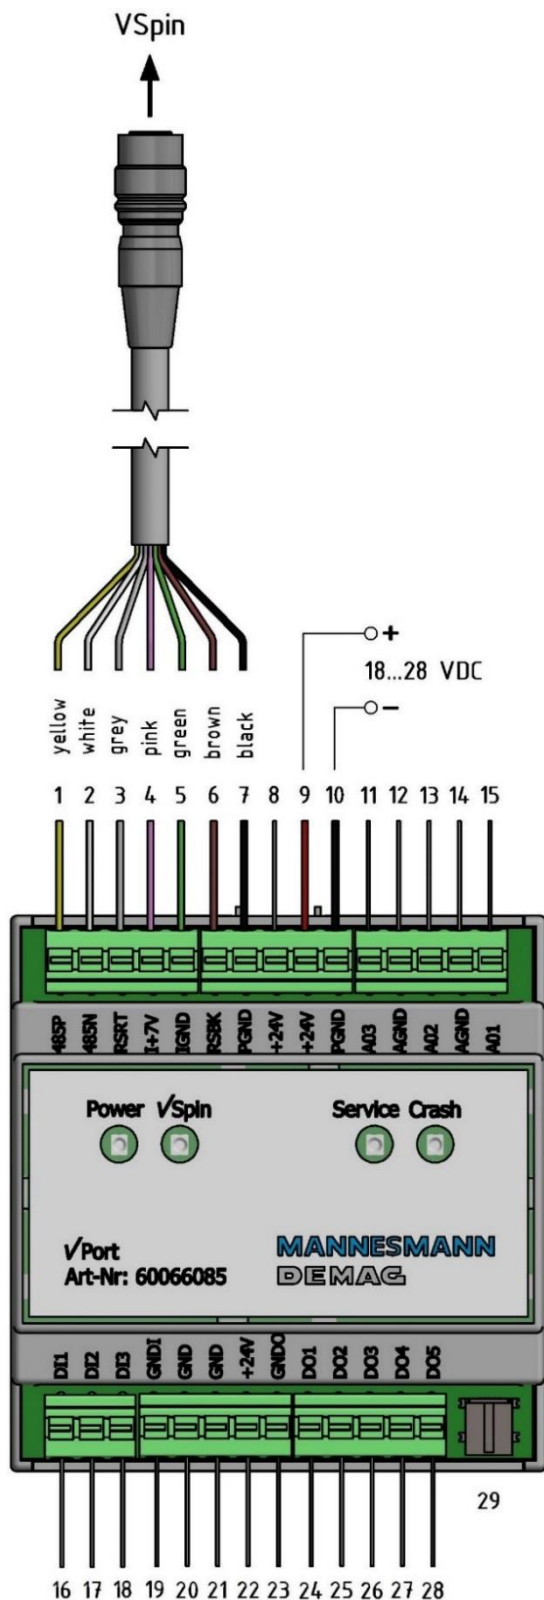 VSpin
+
18...28 VDC
−
yellow
white
grey
pink
green
brown
black
1 2 3 4 5 6 7 8 9 10 11 12 13 14 15
485P 485N RSRT I+7V IGND RSBK PGND +24V +24V PGND AO3 AGND AO2 AGND AO1
Power √Spin Service Crash
√Port
Art-Nr: 60066085
MANNESMANN
DEMAG
DI1 DI2 DI3 GNDI GND GND +24V GNDO DO1 DO2 DO3 DO4 DO5
29
16 17 18 19 20 21 22 23 24 25 26 27 28